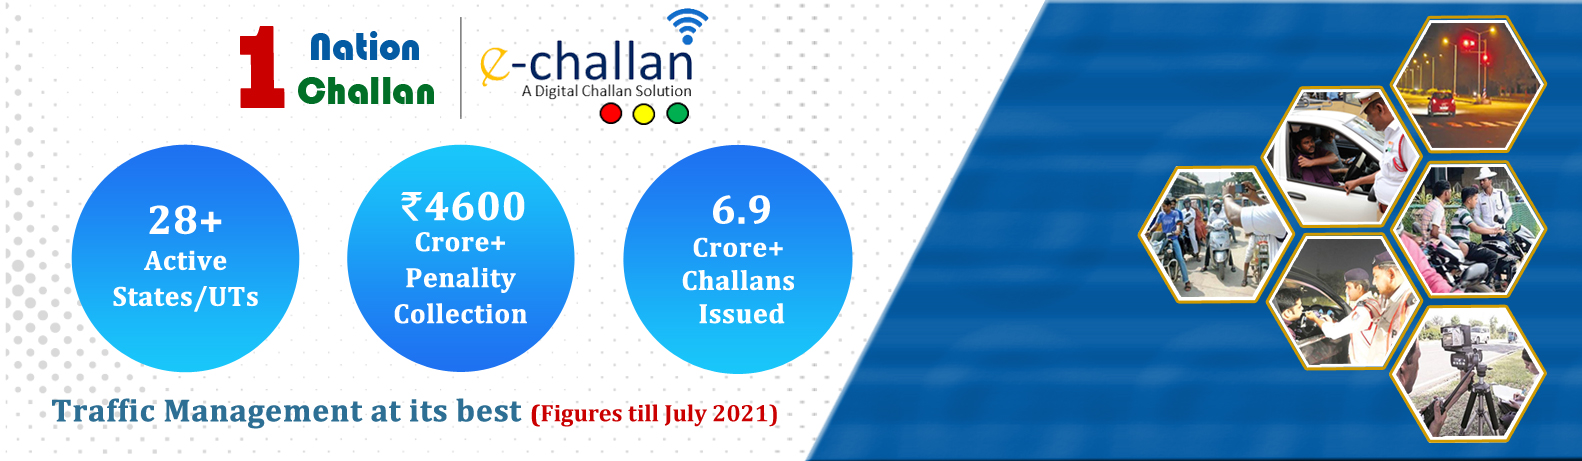 1 Nation
Challan
e-challan
A Digital Challan Solution
28+
Active
States/UTs
₹4600
Crore+
Penality
Collection
6.9
Crore+
Challans
Issued
Traffic Management at its best (Figures till July 2021)